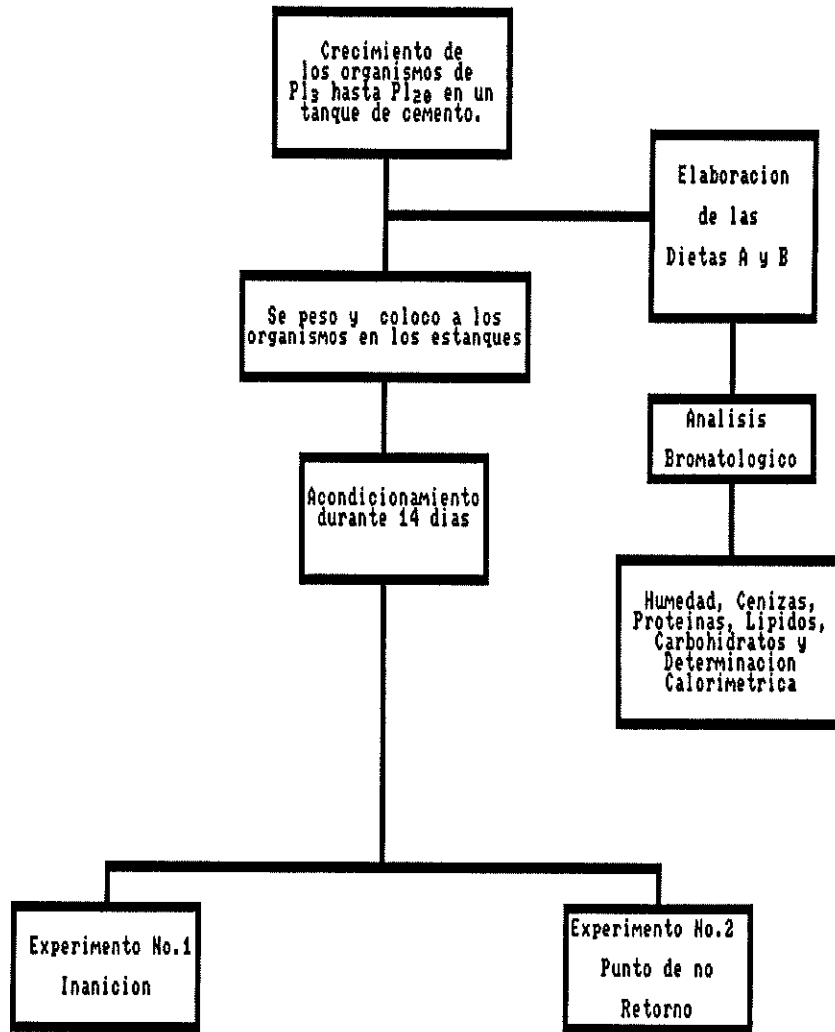 Crecimiento de
los organismos de
Pl₃ hasta Pl₂₀ en un
tanque de cemento.
Elaboracion
de las
Dietas A y B
Se peso y coloco a los
organismos en los estanques
Analisis
Bromatologico
Acondicionamiento
durante 14 dias
Humedad, Cenizas,
Proteinas, Lipidos,
Carbohidratos y
Determinacion
Calorimetrica
Experimento No.1
Inanicion
Experimento No.2
Punto de no
Retorno